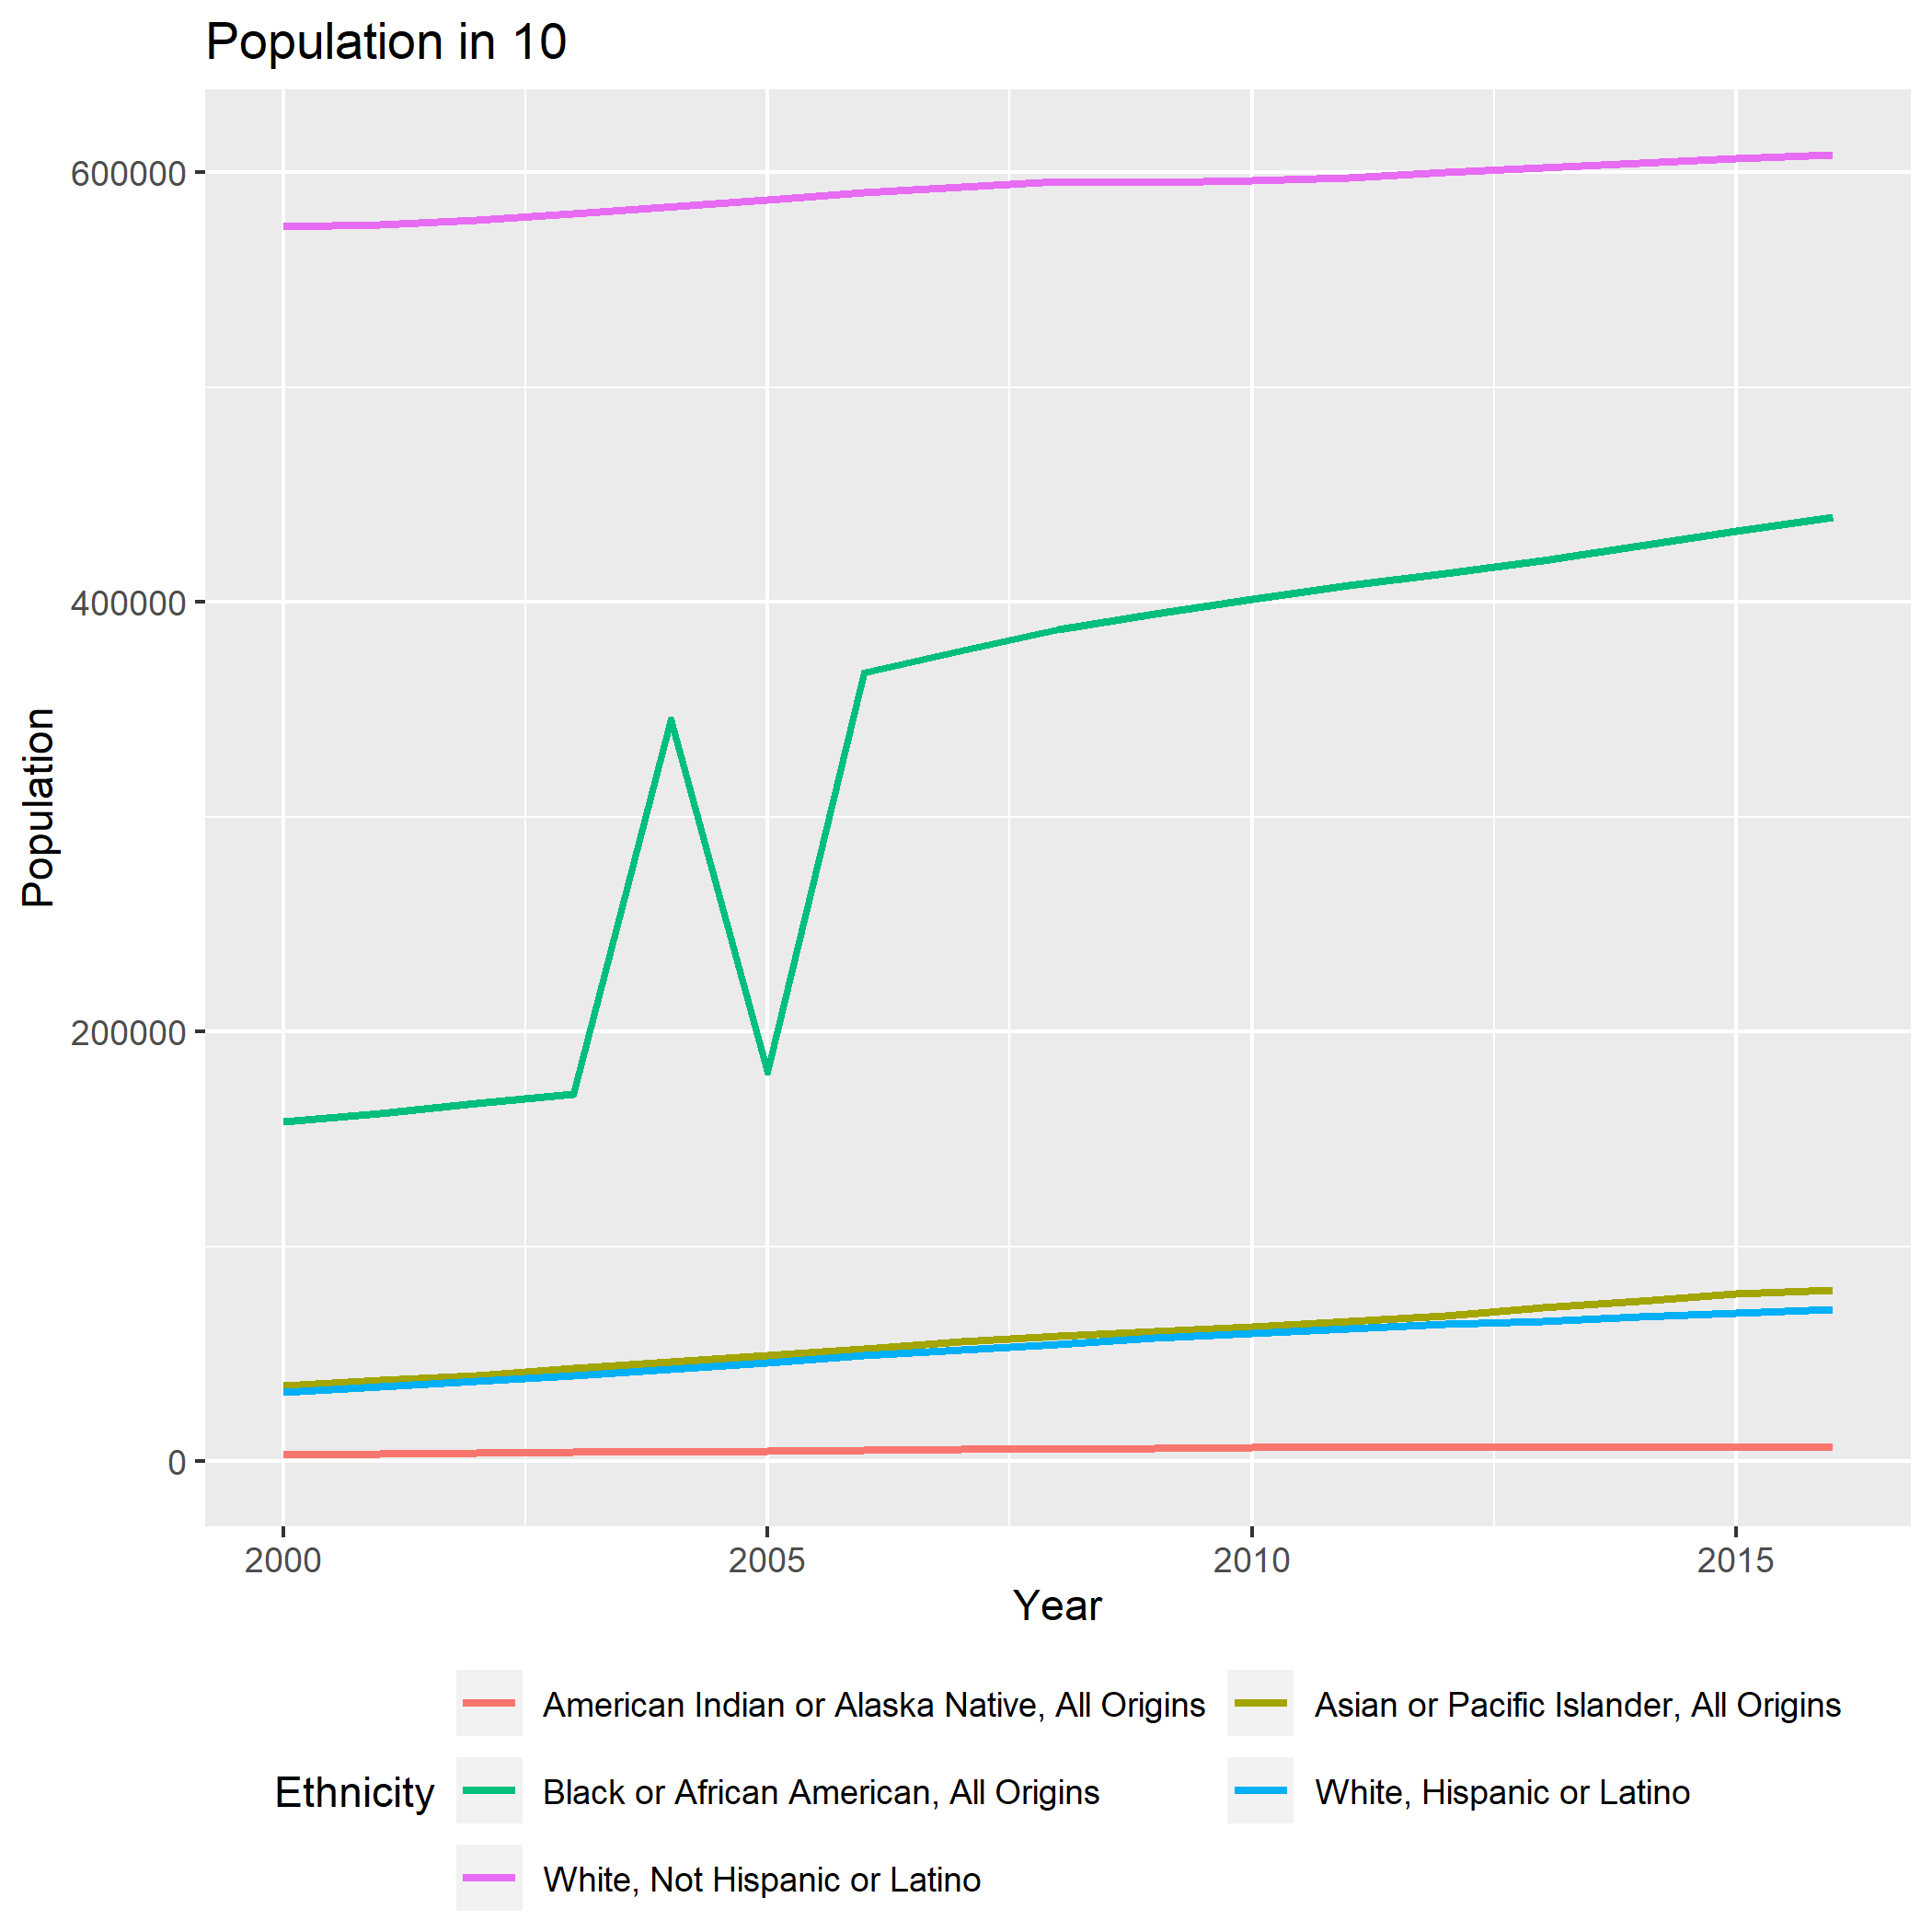 Population in 10
600000
400000
200000
0
Population
2000 2005 2010 2015
Year
Ethnicity
American Indian or Alaska Native, All Origins
Asian or Pacific Islander, All Origins
Black or African American, All Origins
White, Hispanic or Latino
White, Not Hispanic or Latino